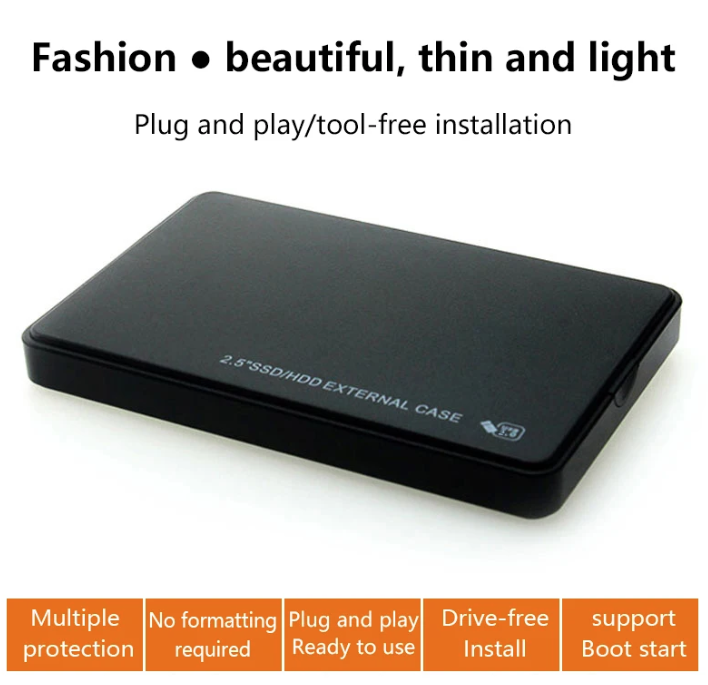 Fashion ● beautiful, thin and light
Plug and play/tool-free installation
2.5"SSD/HDD EXTERNAL CASE
Multiple
protection
No formatting
required
Plug and play
Ready to use
Drive-free
Install
support
Boot start